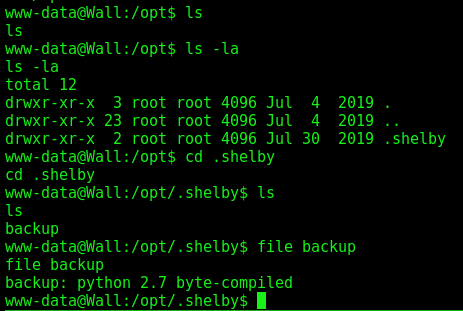 www-data@Wall:/opt$ ls
ls
www-data@Wall:/opt$ ls -la
ls -la
total 12
drwxr-xr-x  3 root root 4096 Jul  4  2019 .
drwxr-xr-x 23 root root 4096 Jul  4  2019 ..
drwxr-xr-x  2 root root 4096 Jul 30  2019 .shelby
www-data@Wall:/opt$ cd .shelby
cd .shelby
www-data@Wall:/opt/.shelby$ ls
ls
backup
www-data@Wall:/opt/.shelby$ file backup
file backup
backup: python 2.7 byte-compiled
www-data@Wall:/opt/.shelby$